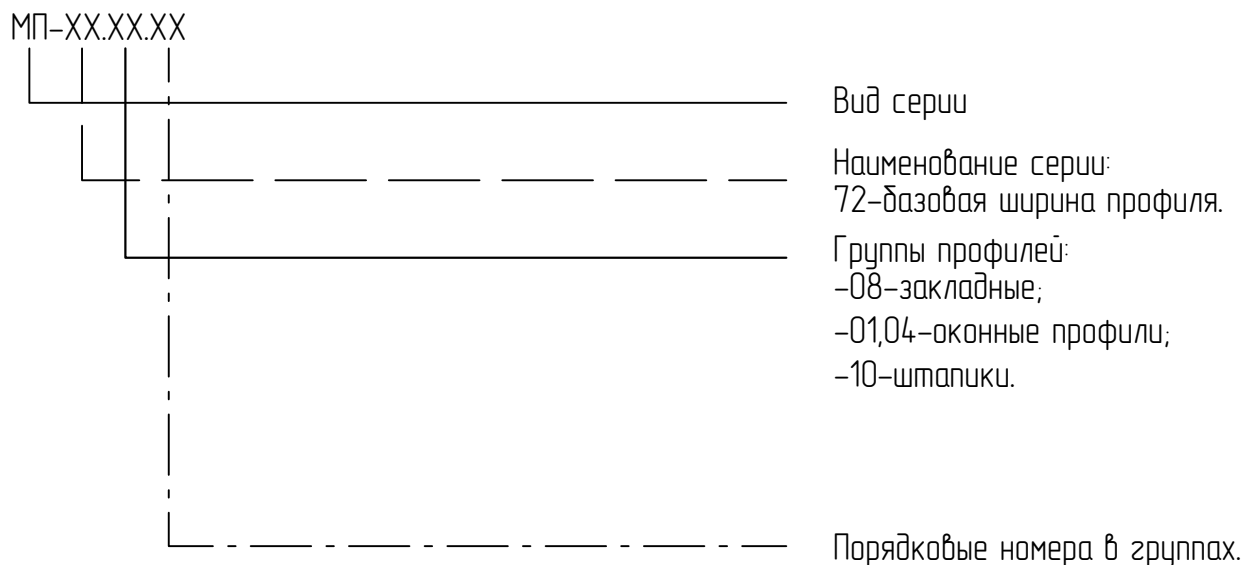 МП-ХХ.ХХ.ХХ
Вид серии
Наименование серии:
72-базовая ширина профиля.
Группы профилей:
-08-закладные;
-01,04-оконные профили;
-10-штапики.
Порядковые номера в группах.